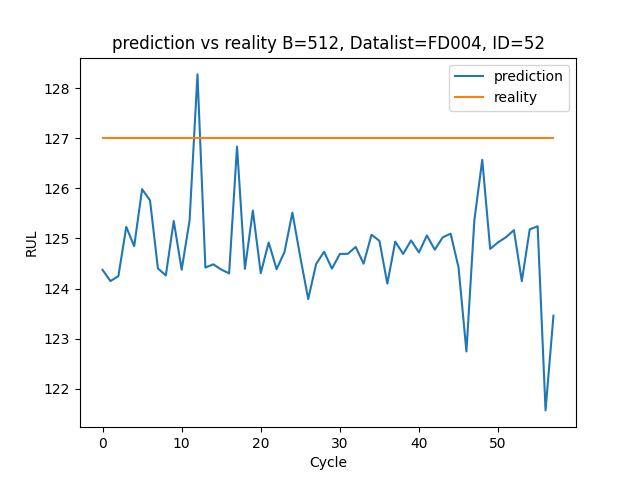 prediction vs reality B=512, Datalist=FD004, ID=52
prediction
reality
128
127
126
125
124
123
122
RUL
0 10 20 30 40 50
Cycle